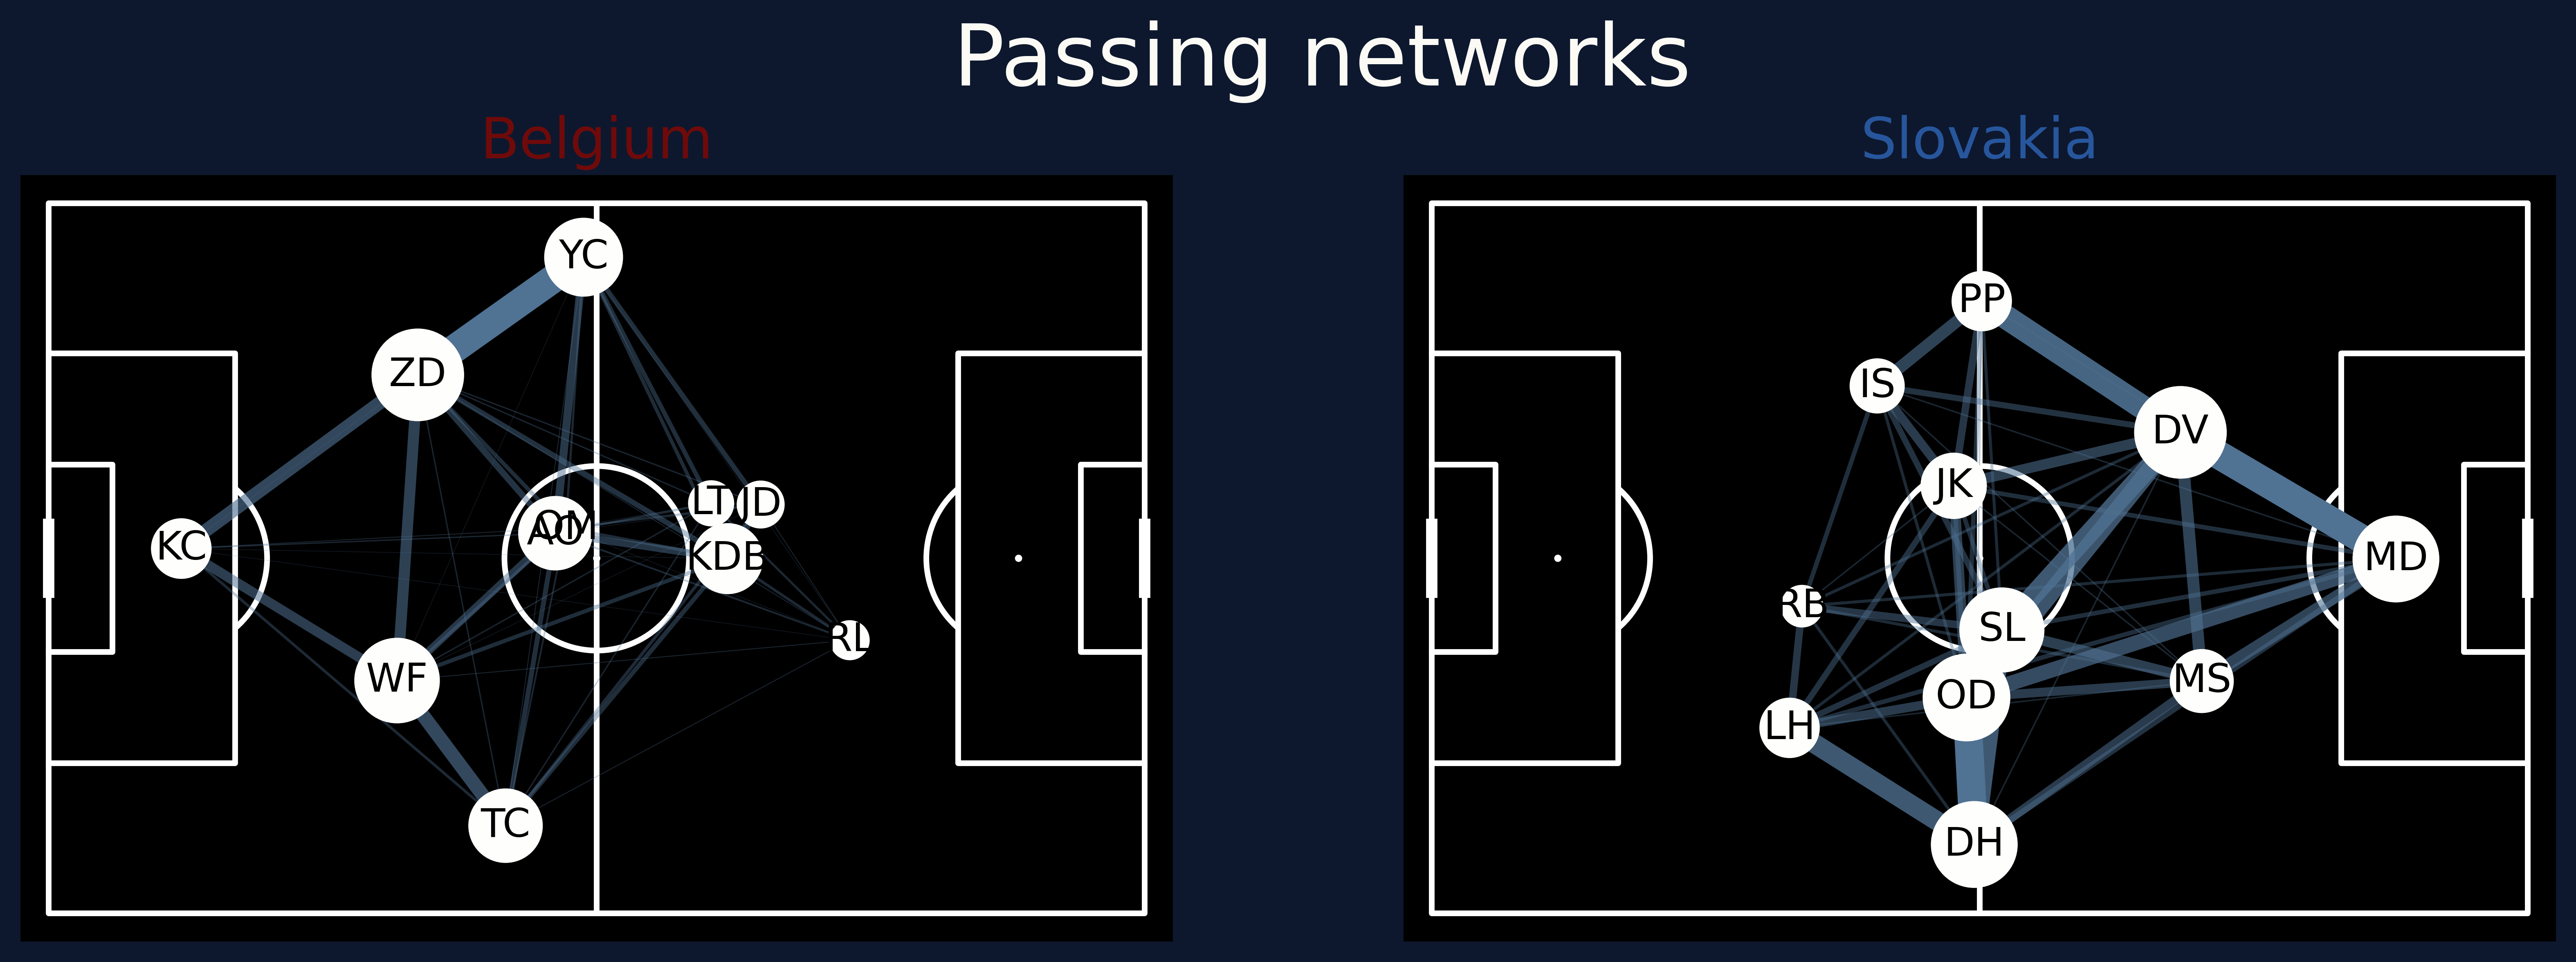 Passing networks
Belgium
Slovakia
YC
ZD
KC
LT
JD
OM
AO
KDB
RL
WF
TC
PP
IS
DV
JK
MD
RB
SL
MS
OD
LH
DH